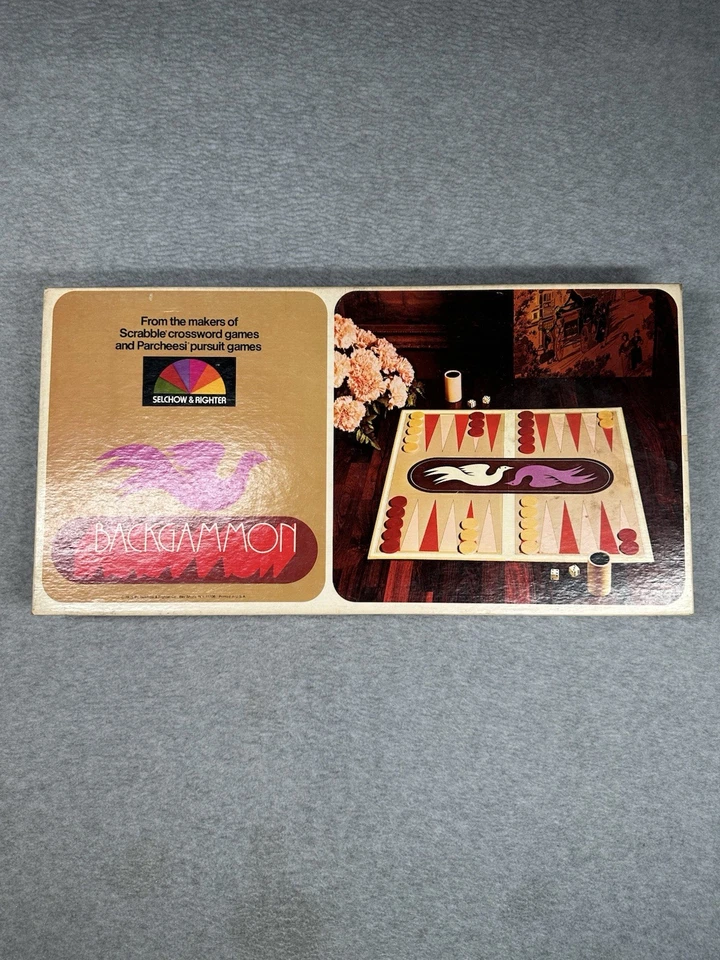 From the makers of
Scrabble crossword games
and Parcheesi pursuit games
SELCHOW & RIGHTER
BACKGAMMON